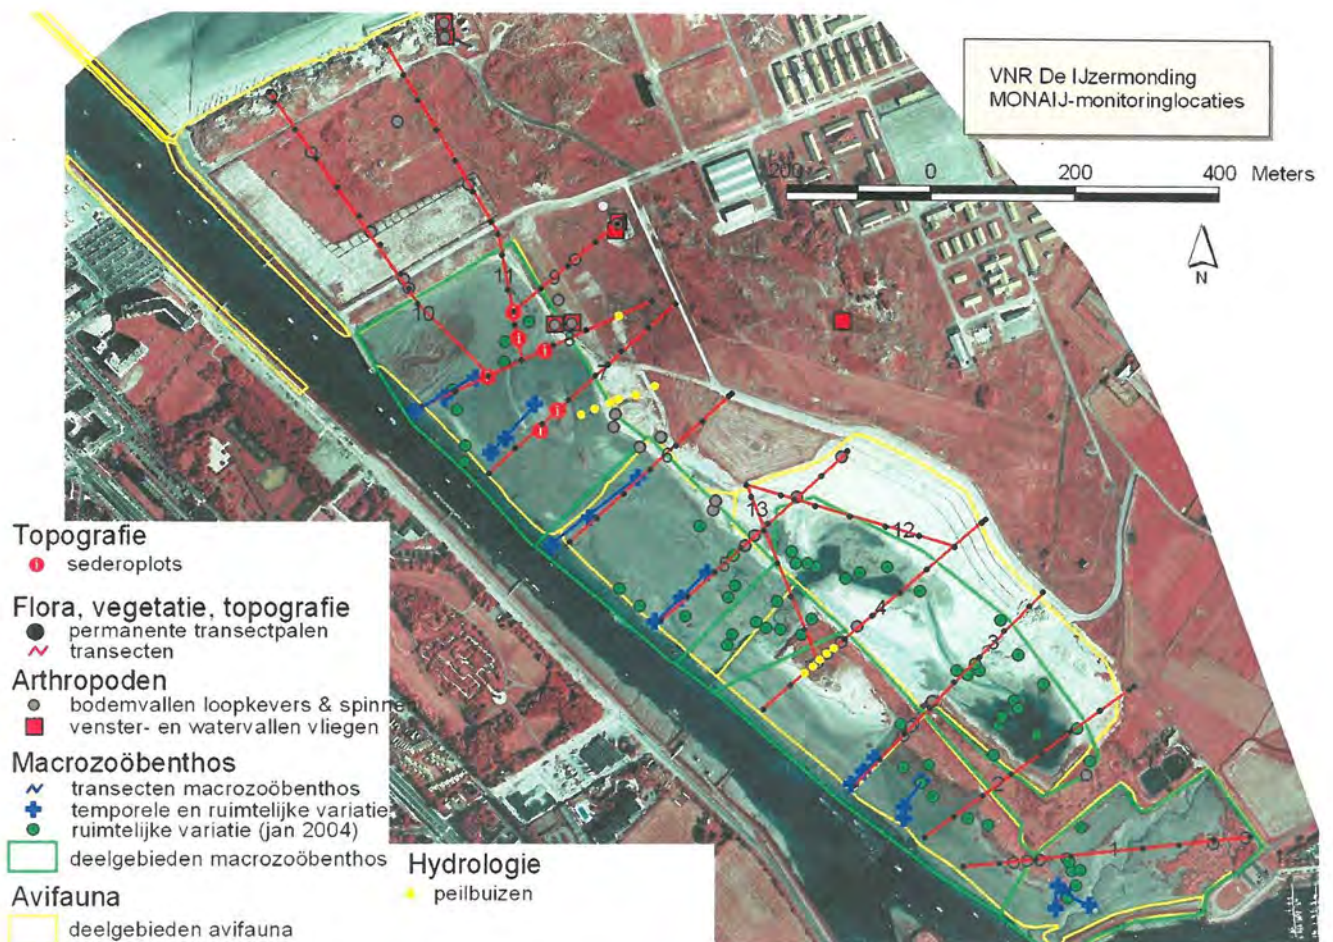 VNR De IJzermonding
MONAIJ-monitoringlocaties
200 0 200 400 Meters
N
11
9
10
7
13
12
5
4
3
2
1
Topografie
sederoplots
Flora, vegetatie, topografie
permanente transectpalen
transecten
Arthropoden
bodemvallen loopkevers & spinnen
venster- en watervallen vliegen
Macrozoöbenthos
transecten macrozoöbenthos
temporele en ruimtelijke variatie
ruimtelijke variatie (jan 2004)
deelgebieden macrozoöbenthos
Hydrologie
peilbuizen
Avifauna
deelgebieden avifauna